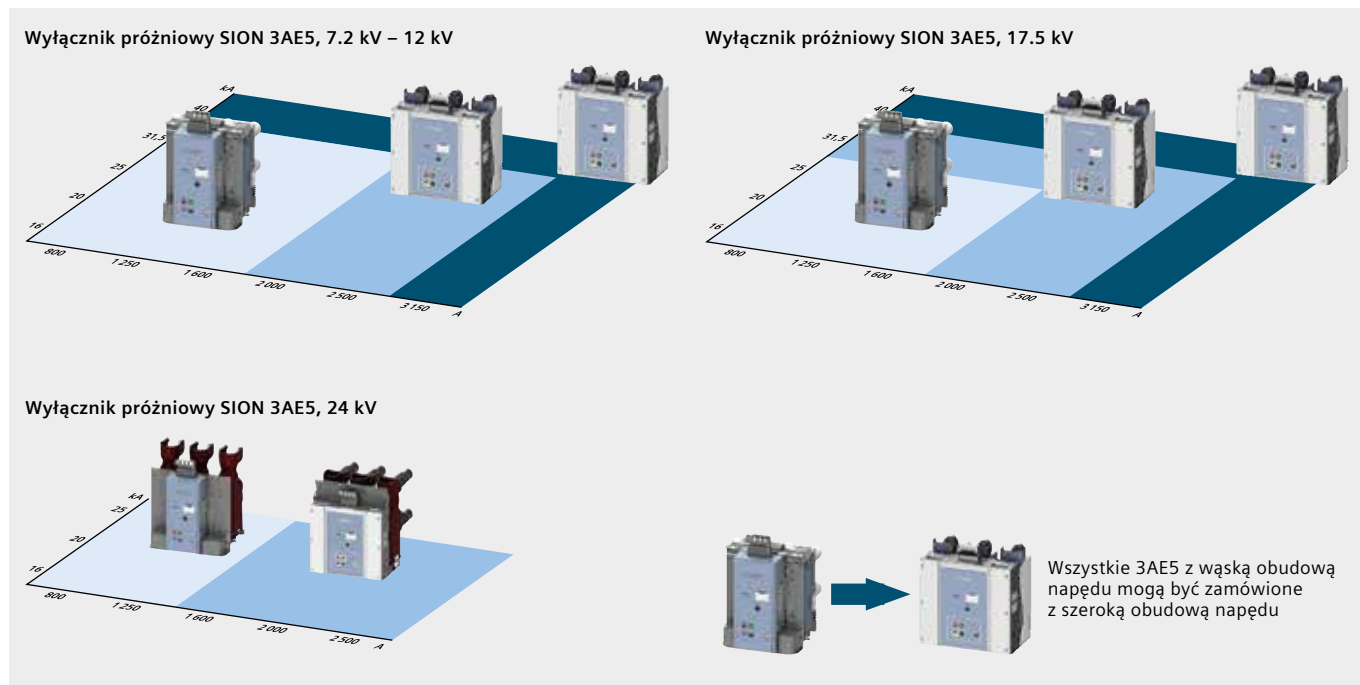 Wyłącznik próżniowy SION 3AE5, 7.2 kV – 12 kV
kA
40
31,5
25
20
16
800
1 250
1 600
2 000
2 500
3 150
A
Wyłącznik próżniowy SION 3AE5, 17.5 kV
kA
40
31,5
25
20
16
800
1 250
1 600
2 000
2 500
3 150
A
Wyłącznik próżniowy SION 3AE5, 24 kV
kA
25
20
16
800
1 250
1 600
2 000
2 500
A
Wszystkie 3AE5 z wąską obudową
napędu mogą być zamówione
z szeroką obudową napędu